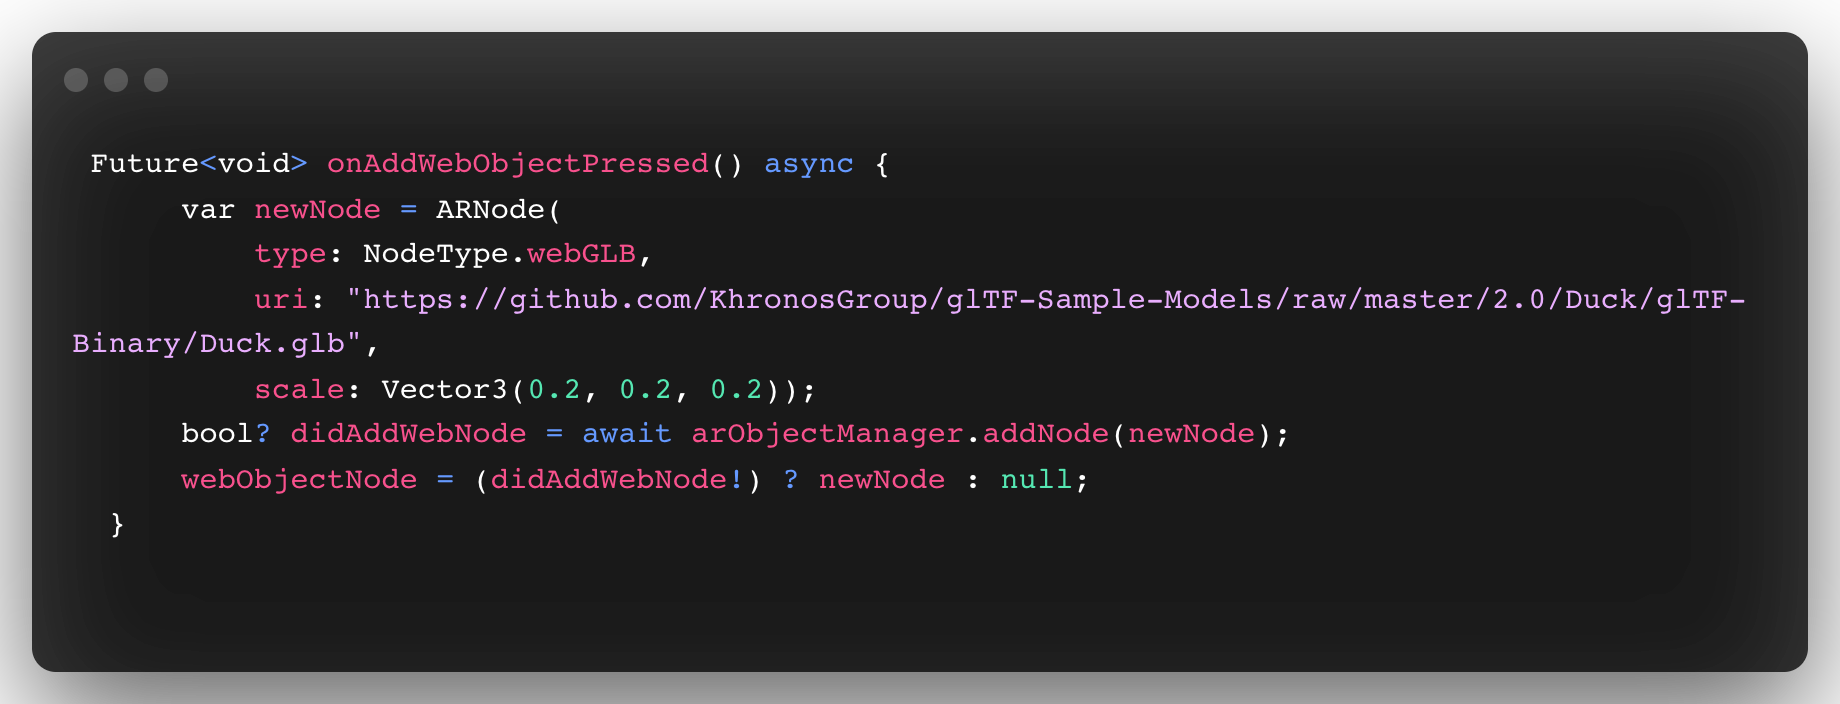 Future<void> onAddWebObjectPressed() async {
var newNode = ARNode(
type: NodeType.webGLB,
uri: "https://github.com/KhronosGroup/glTF-Sample-Models/raw/master/2.0/Duck/glTF-
Binary/Duck.glb",
scale: Vector3(0.2, 0.2, 0.2));
bool? didAddWebNode = await arObjectManager.addNode(newNode);
webObjectNode = (didAddWebNode!) ? newNode : null;
}